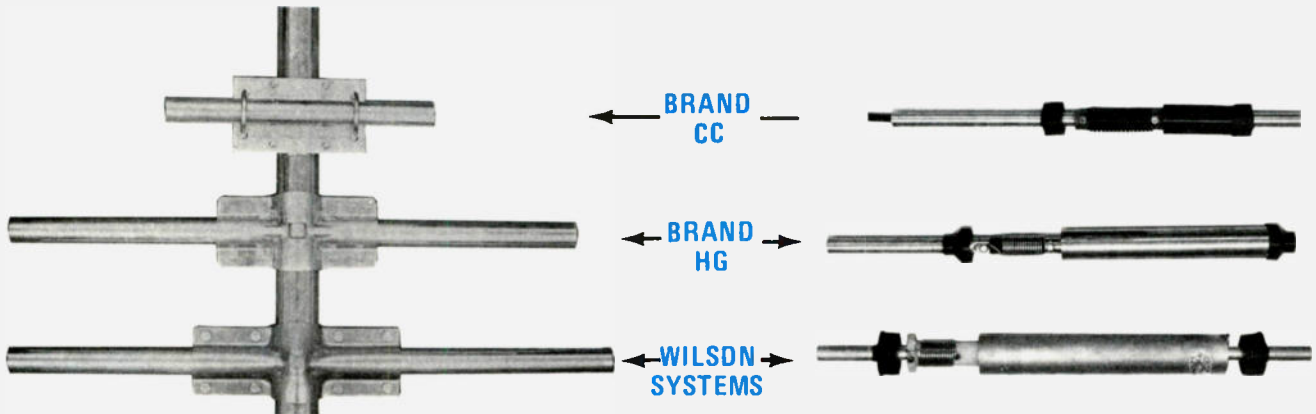 BRAND
CC
BRAND
HG
WILSDN
SYSTEMS